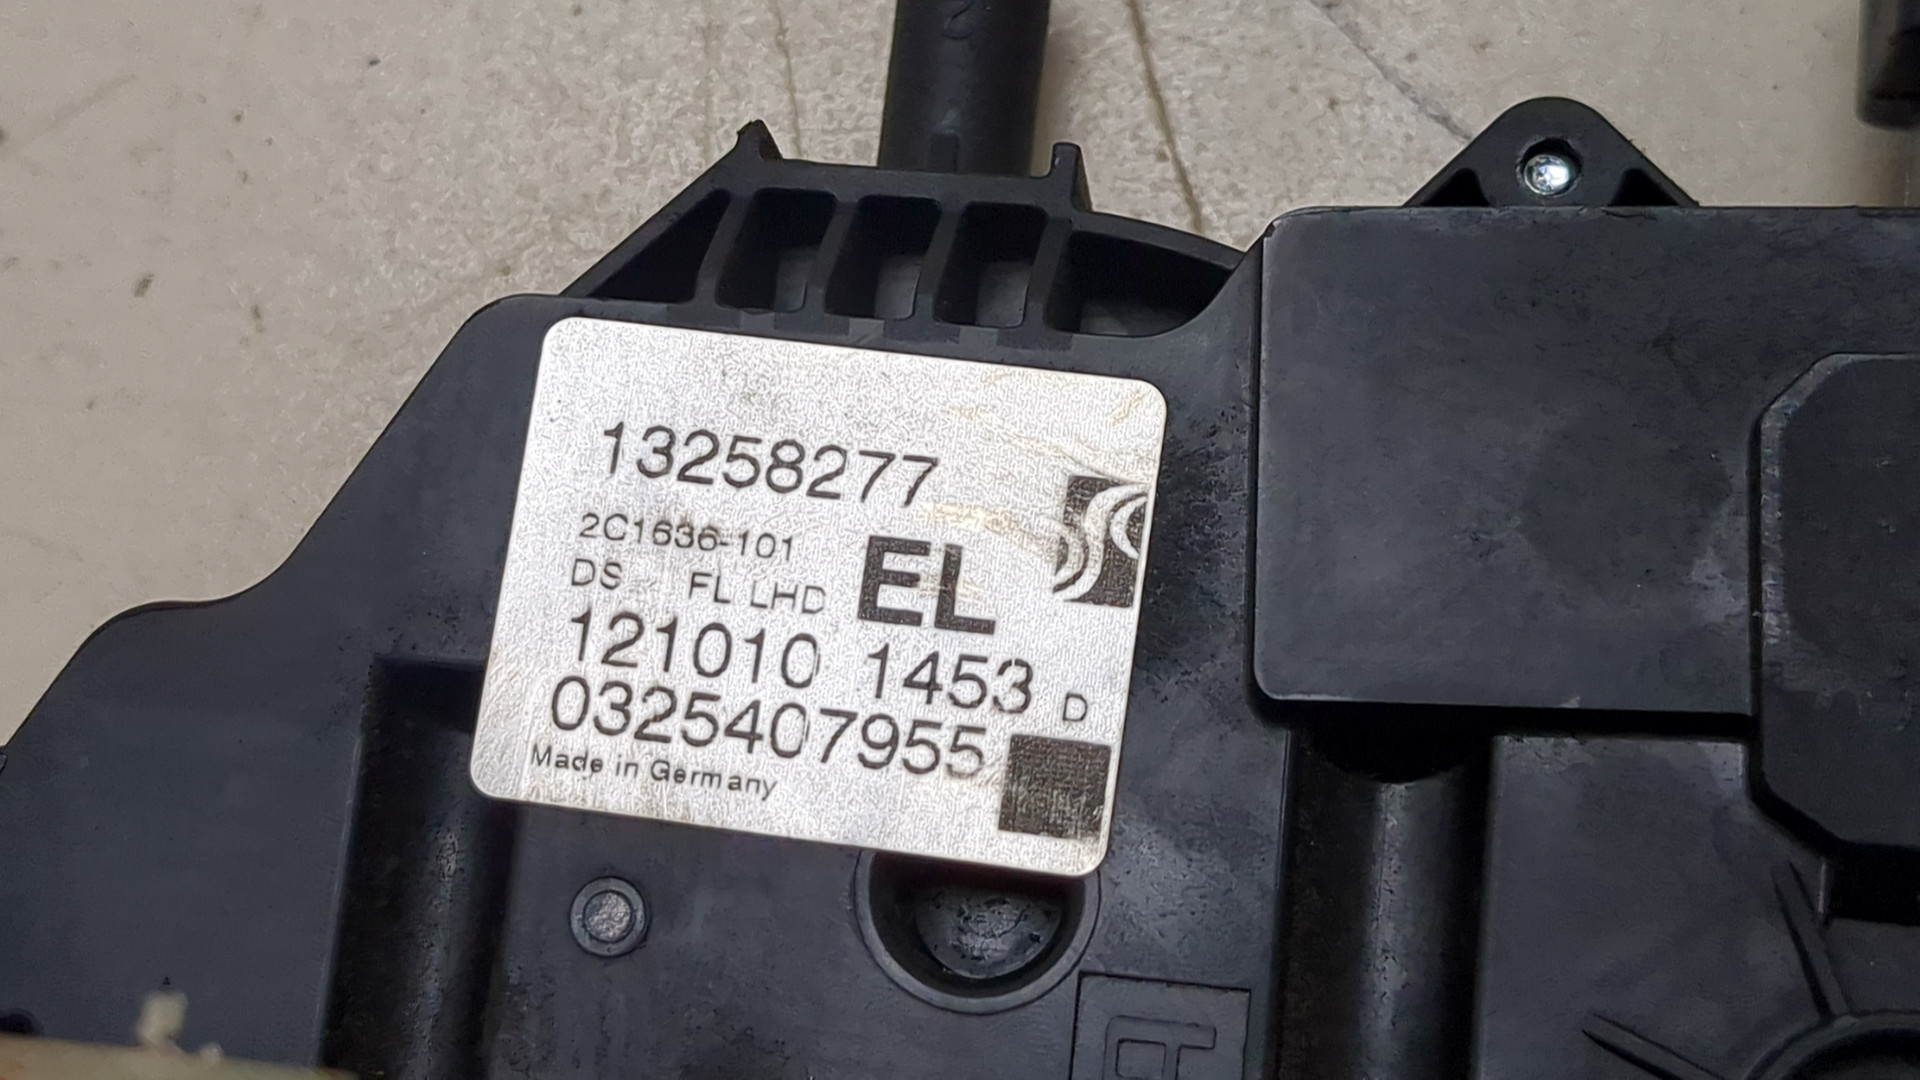 13258277
2C1636-101
DS FL LHD EL
121010 1453 D
0325407955
Made in Germany